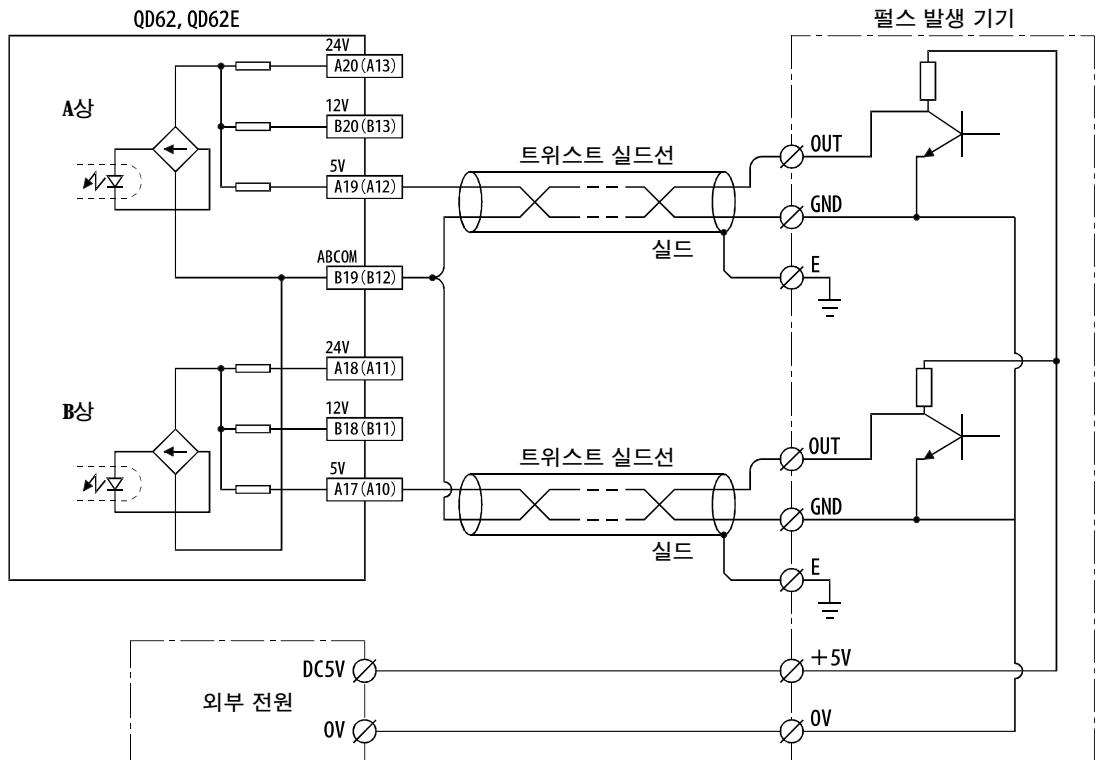 QD62, QD62E
펄스 발생 기기
24V
A20(A13)
A상
12V
B20(B13)
5V
A19(A12)
트위스트 실드선
OUT
GND
실드
ABCOM
B19(B12)
E
24V
A18(A11)
B상
12V
B18(B11)
5V
A17(A10)
트위스트 실드선
OUT
GND
실드
E
DC5V
+5V
외부 전원
0V
0V